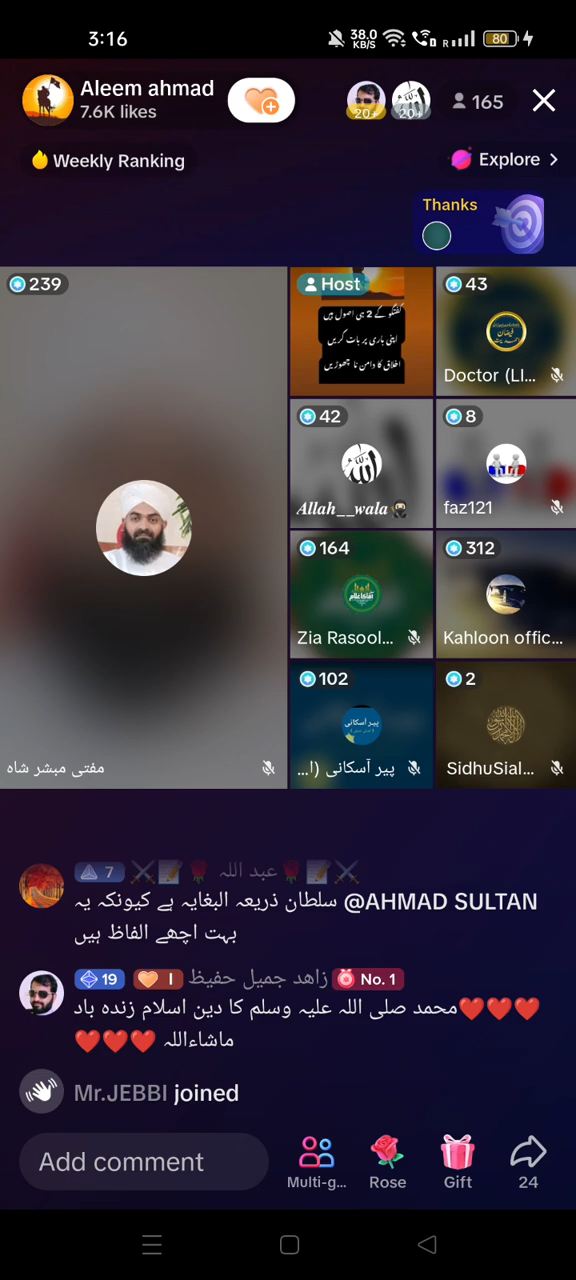 3:16
38.0
KB/S
R
80
Aleem ahmad
7.6K likes
20+
20+
165
Weekly Ranking
Explore >
Thanks
239
مفتی مبشر شاہ
Host
گفتگو کے 2 ہی اصول ہیں
اپنی باری پر بات کریں
اخلاق کا دامن نا چھوڑیں
43
فیضان
Doctor (LI...
42
Allah__wala
8
faz121
164
Zia Rasool...
312
Kahloon offic...
102
پیر آسکانی
پیر آسکانی (ا...
2
SidhuSial...
7
عبد اللہ
@AHMAD SULTAN سلطان ذریعہ البغایہ ہے کیونکہ یہ
بہت اچھے الفاظ ہیں
19
I
زاھد جمیل حفیظ
No. 1
محمد صلی اللہ علیہ وسلم کا دین اسلام زندہ باد
ماشاءاللہ
Mr.JEBBI joined
Add comment
Multi-g...
Rose
Gift
24